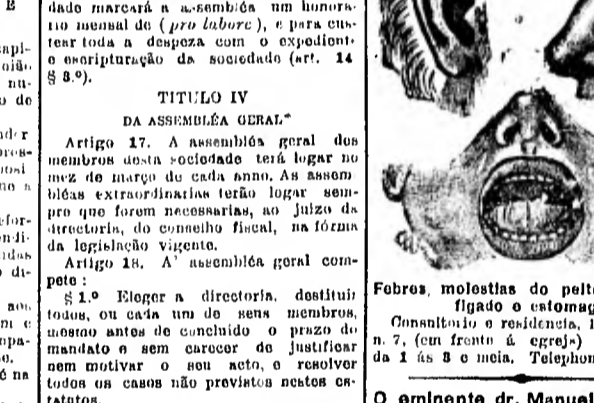 E
dade marcará a assembléa um honora-
rio mensal de (pro labore), e para cus-
tear toda a despeza com o expediente
e escripturação da sociedade (art. 14
§ 8.º).
TITULO IV
DA ASSEMBLÉA GERAL
Artigo 17. A assembléa geral dos
membros desta sociedade terá logar no
mez de março de cada anno. As assem
bléas extraordinarias terão logar sem-
pre que forem necessarias, ao juizo da
directoria, do conselho fiscal, na fórma
da legislação vigente.
Artigo 18. A' assembléa geral com-
pete :
§ 1.º Eleger a directoria, destituir
todos, ou cada um de seus membros,
mesmo antes de concluido o prazo do
mandato e sem carecer de justificar
nem motivar o seu acto, e resolver
todos os casos não previstos nestes es-
tatutos.
Febres, molestias do peito
figado e estomag
Consultorio e residencia, 1
n. 7, (em frente á egreja)
da 1 ás 3 e meia. Telephon
O eminente dr. Manuel